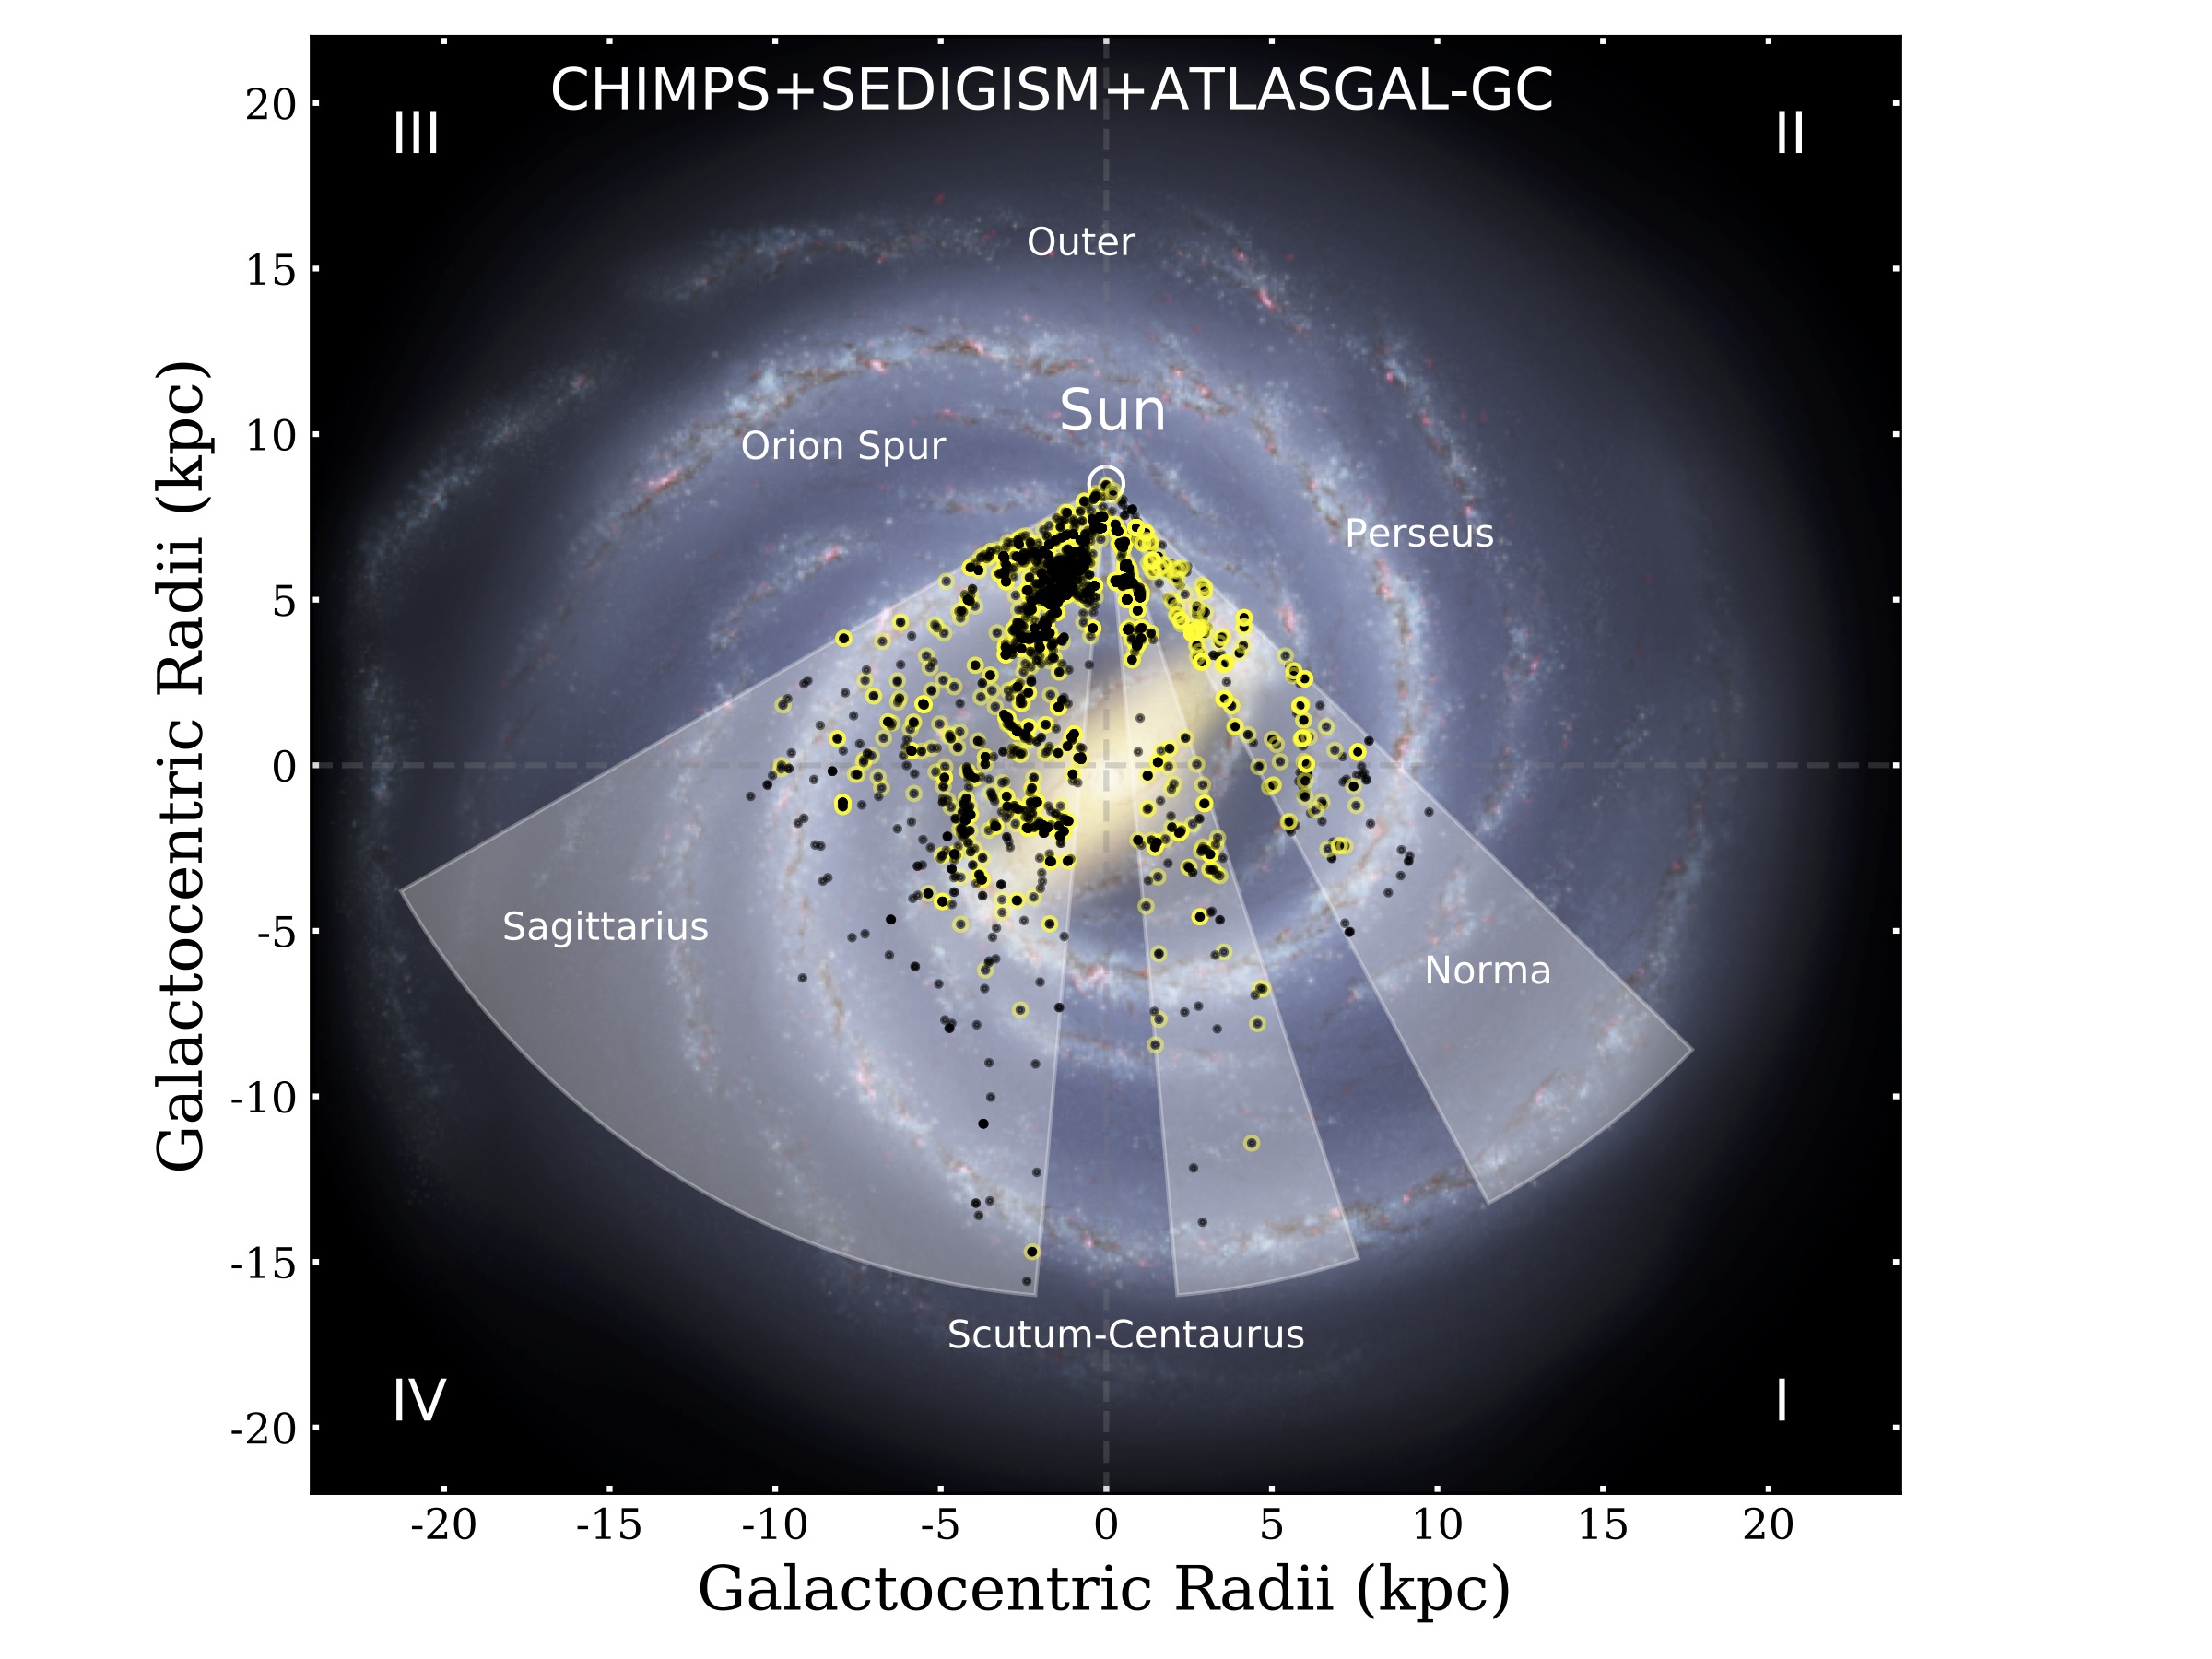 CHIMPS+SEDIGISM+ATLASGAL-GC
III
II
Outer
Sun
Orion Spur
Perseus
Sagittarius
Norma
Scutum-Centaurus
IV
I
20
15
10
5
0
-5
-10
-15
-20
Galactocentric Radii (kpc)
-20 -15 -10 -5 0 5 10 15 20
Galactocentric Radii (kpc)